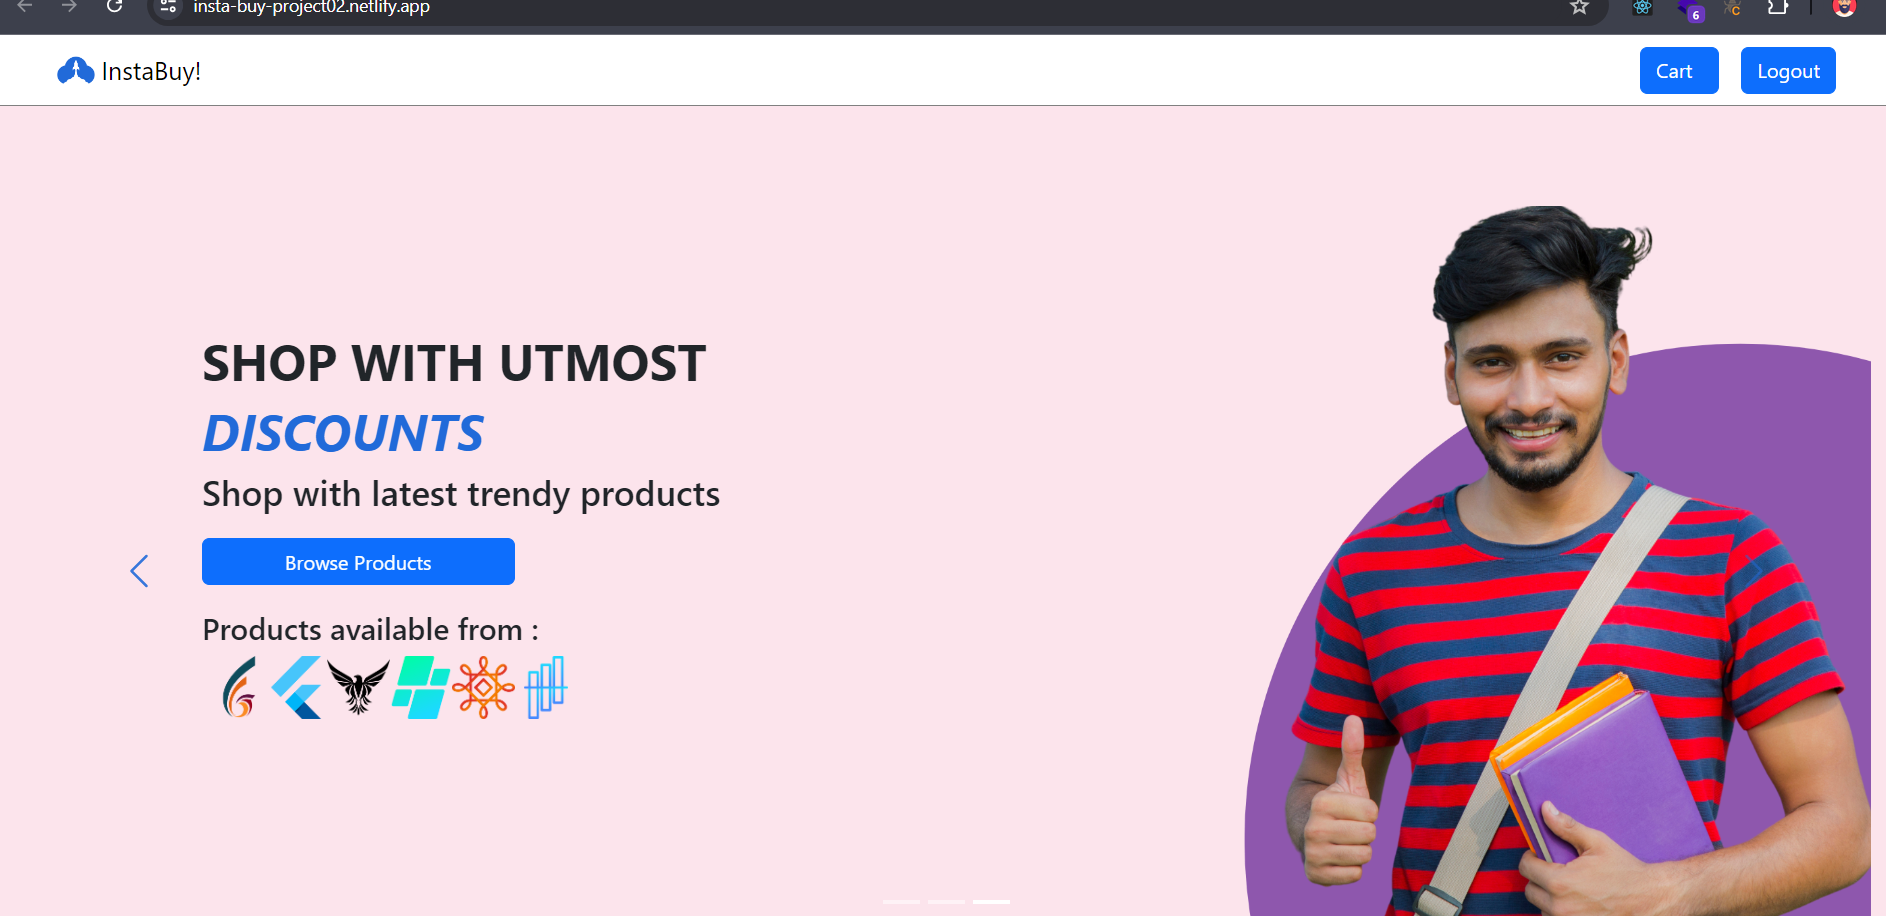 insta-buy-project02.netlify.app
6
C
InstaBuy!
Cart
Logout
SHOP WITH UTMOST
DISCOUNTS
Shop with latest trendy products
Browse Products
Products available from :